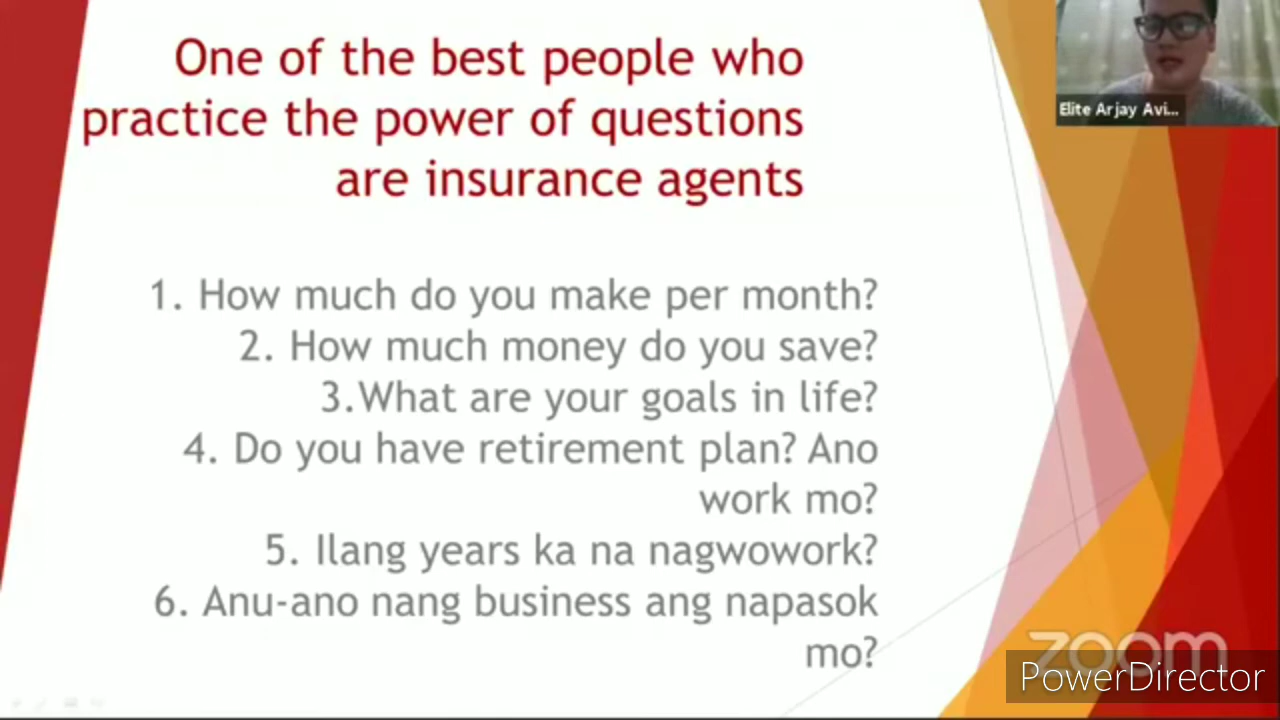 One of the best people who
practice the power of questions
are insurance agents
Elite Arjay Avi...
1. How much do you make per month?
2. How much money do you save?
3.What are your goals in life?
4. Do you have retirement plan? Ano
work mo?
5. Ilang years ka na nagwowork?
6. Anu-ano nang business ang napasok
mo?
zoom
PowerDirector